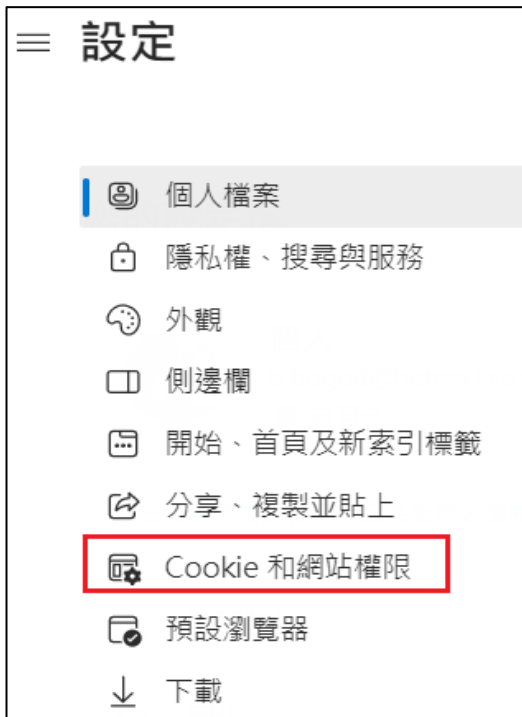 設定
個人檔案
隱私權、搜尋與服務
外觀
側邊欄
開始、首頁及新索引標籤
分享、複製並貼上
Cookie 和網站權限
預設瀏覽器
下載